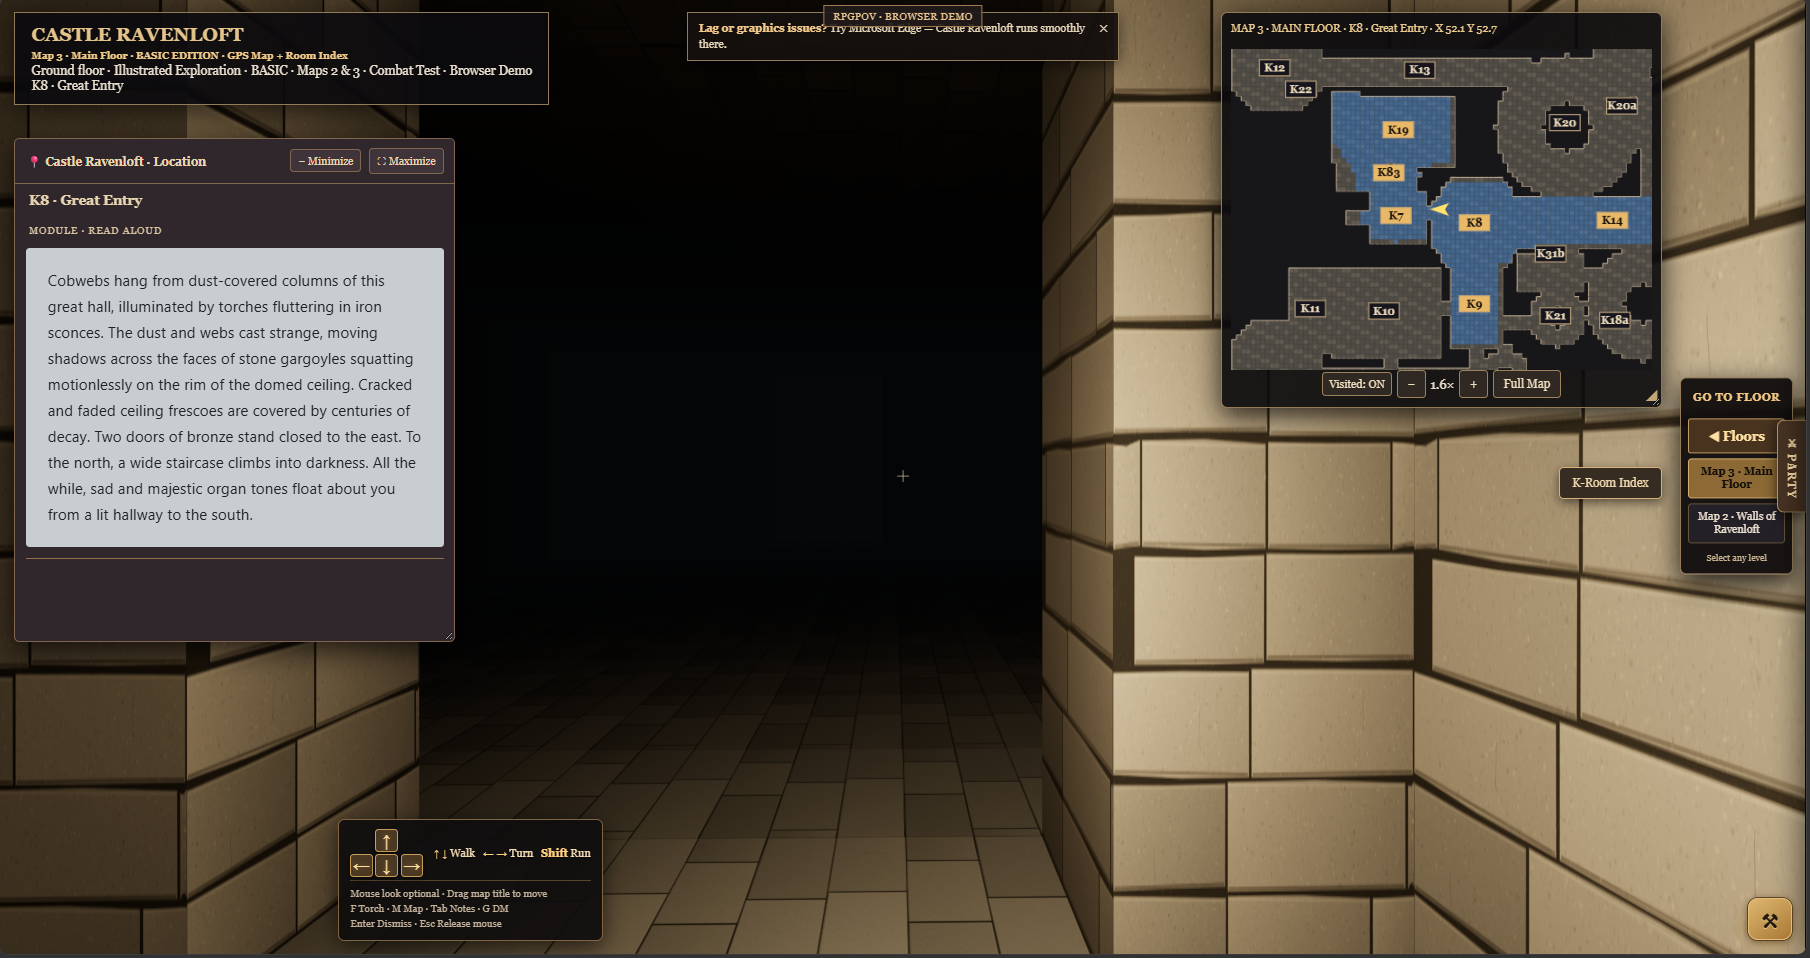 CASTLE RAVENLOFT
Map 3 · Main Floor · BASIC EDITION · GPS Map + Room Index
Ground floor · Illustrated Exploration · BASIC · Maps 2 & 3 · Combat Test · Browser Demo
K8 · Great Entry
RPGPOV · BROWSER DEMO
Lag or graphics issues? Try Microsoft Edge — Castle Ravenloft runs smoothly
there.
×
Castle Ravenloft · Location
– Minimize
Maximize
K8 · Great Entry
MODULE · READ ALOUD
Cobwebs hang from dust-covered columns of this
great hall, illuminated by torches fluttering in iron
sconces. The dust and webs cast strange, moving
shadows across the faces of stone gargoyles squatting
motionlessly on the rim of the domed ceiling. Cracked
and faded ceiling frescoes are covered by centuries of
decay. Two doors of bronze stand closed to the east. To
the north, a wide staircase climbs into darkness. All the
while, sad and majestic organ tones float about you
from a lit hallway to the south.
MAP 3 · MAIN FLOOR · K8 · Great Entry · X 52.1 Y 52.7
K12
K13
K22
K20a
K20
K19
K83
K7
K8
K14
K31b
K9
K11
K10
K21
K18a
Visited: ON
−
1.6×
+
Full Map
GO TO FLOOR
◀ Floors
Map 3 · Main
Floor
Map 2 · Walls of
Ravenloft
Select any level
PARTY
K-Room Index
↑
← ↓ →
↑↓ Walk ←→ Turn Shift Run
Mouse look optional · Drag map title to move
F Torch · M Map · Tab Notes · G DM
Enter Dismiss · Esc Release mouse